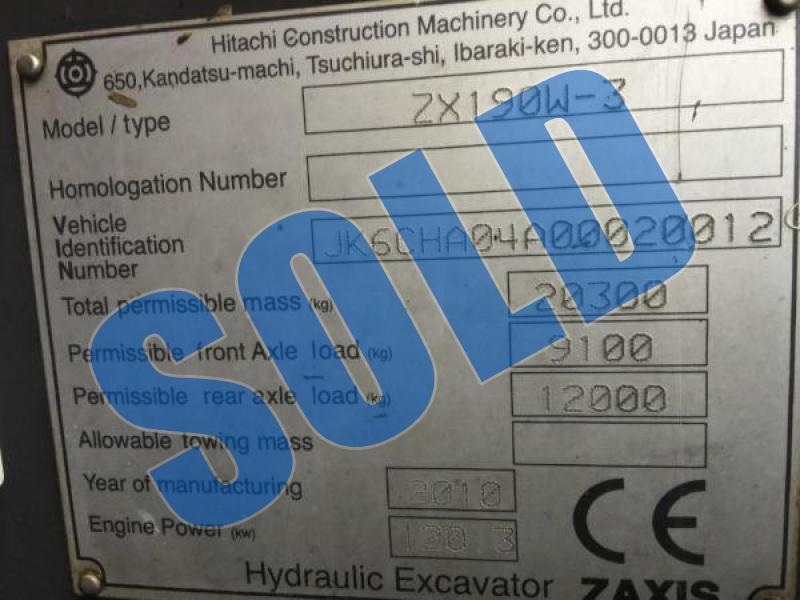 Hitachi Construction Machinery Co., Ltd.
650,Kandatsu-machi, Tsuchiura-shi, Ibaraki-ken, 300-0013 Japan
Model / type ZX190W-3
Homologation Number
Vehicle
Identification
Number JK6CHA04A00020012
Total permissible mass (kg) 20300
Permissible front Axle load (kg) 9100
Permissible rear axle load (kg) 12000
Allowable towing mass
Year of manufacturing 2010
Engine Power (kw) 120.3
CE
Hydraulic Excavator ZAXIS
SOLD